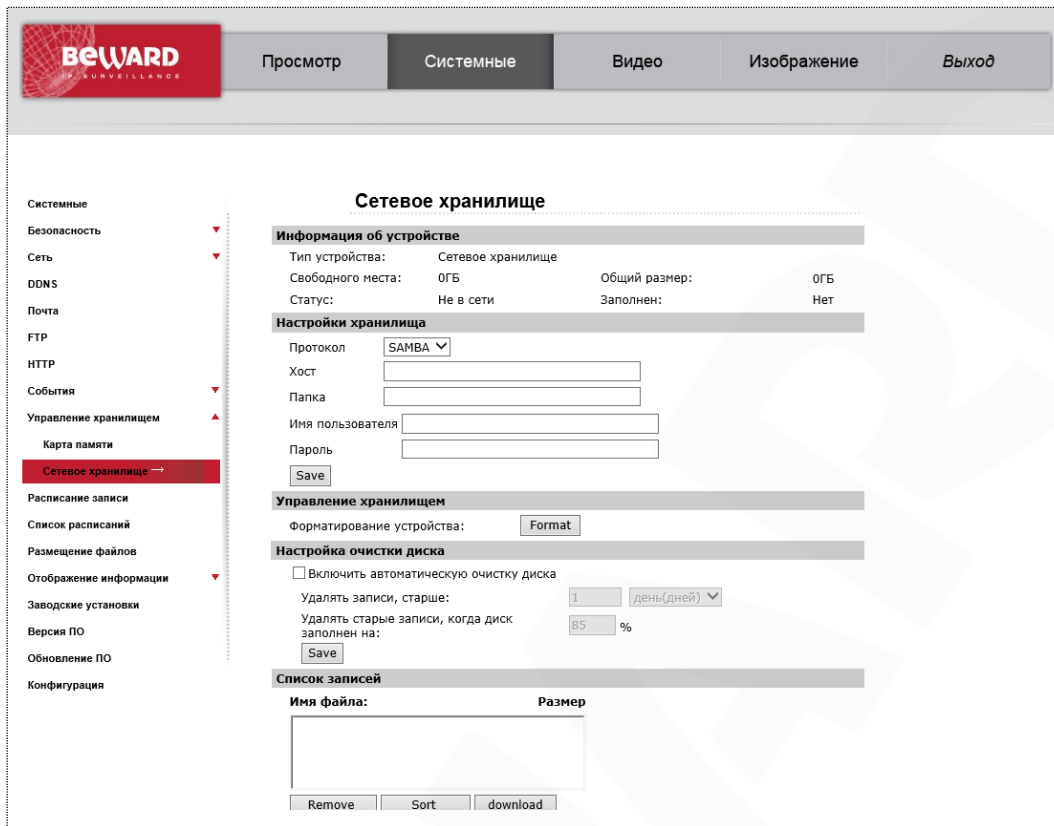 BEWARD
IP SURVEILLANCE
Просмотр Системные Видео Изображение Выход
Системные
Безопасность
Сеть
DDNS
Почта
FTP
HTTP
События
Управление хранилищем
Карта памяти
Сетевое хранилище →
Расписание записи
Список расписаний
Размещение файлов
Отображение информации
Заводские установки
Версия ПО
Обновление ПО
Конфигурация
Сетевое хранилище
Информация об устройстве
Тип устройства: Сетевое хранилище
Свободного места: 0ГБ Общий размер: 0ГБ
Статус: Не в сети Заполнен: Нет
Настройки хранилища
Протокол SAMBA
Хост
Папка
Имя пользователя
Пароль
Save
Управление хранилищем
Форматирование устройства: Format
Настройка очистки диска
Включить автоматическую очистку диска
Удалять записи, старше: 1 день(дней)
Удалять старые записи, когда диск
заполнен на: 85 %
Save
Список записей
Имя файла: Размер
Remove Sort download